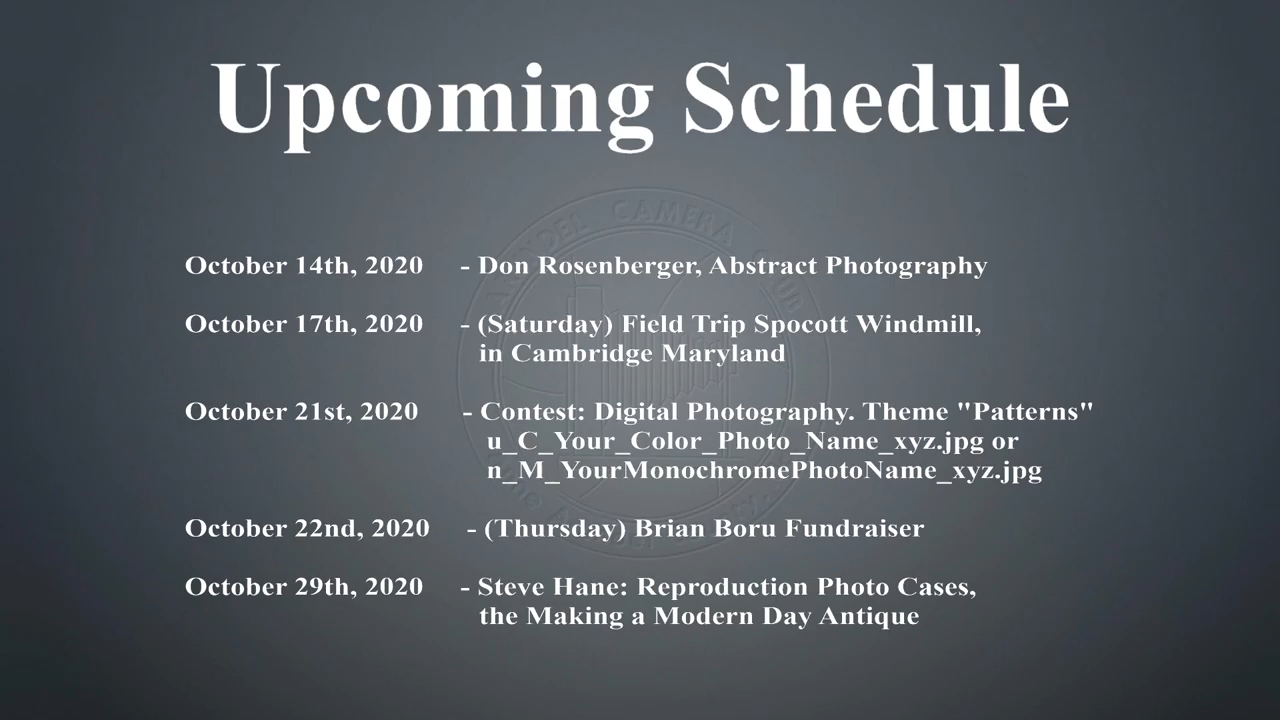 Upcoming Schedule
CAMERA
October 14th, 2020 - Don Rosenberger, Abstract Photography
October 17th, 2020 - (Saturday) Field Trip Spocott Windmill,
in Cambridge Maryland
October 21st, 2020 - Contest: Digital Photography. Theme "Patterns"
u_C_Your_Color_Photo_Name_xyz.jpg or
n_M_YourMonochromePhotoName_xyz.jpg
October 22nd, 2020 - (Thursday) Brian Boru Fundraiser
October 29th, 2020 - Steve Hane: Reproduction Photo Cases,
the Making a Modern Day Antique